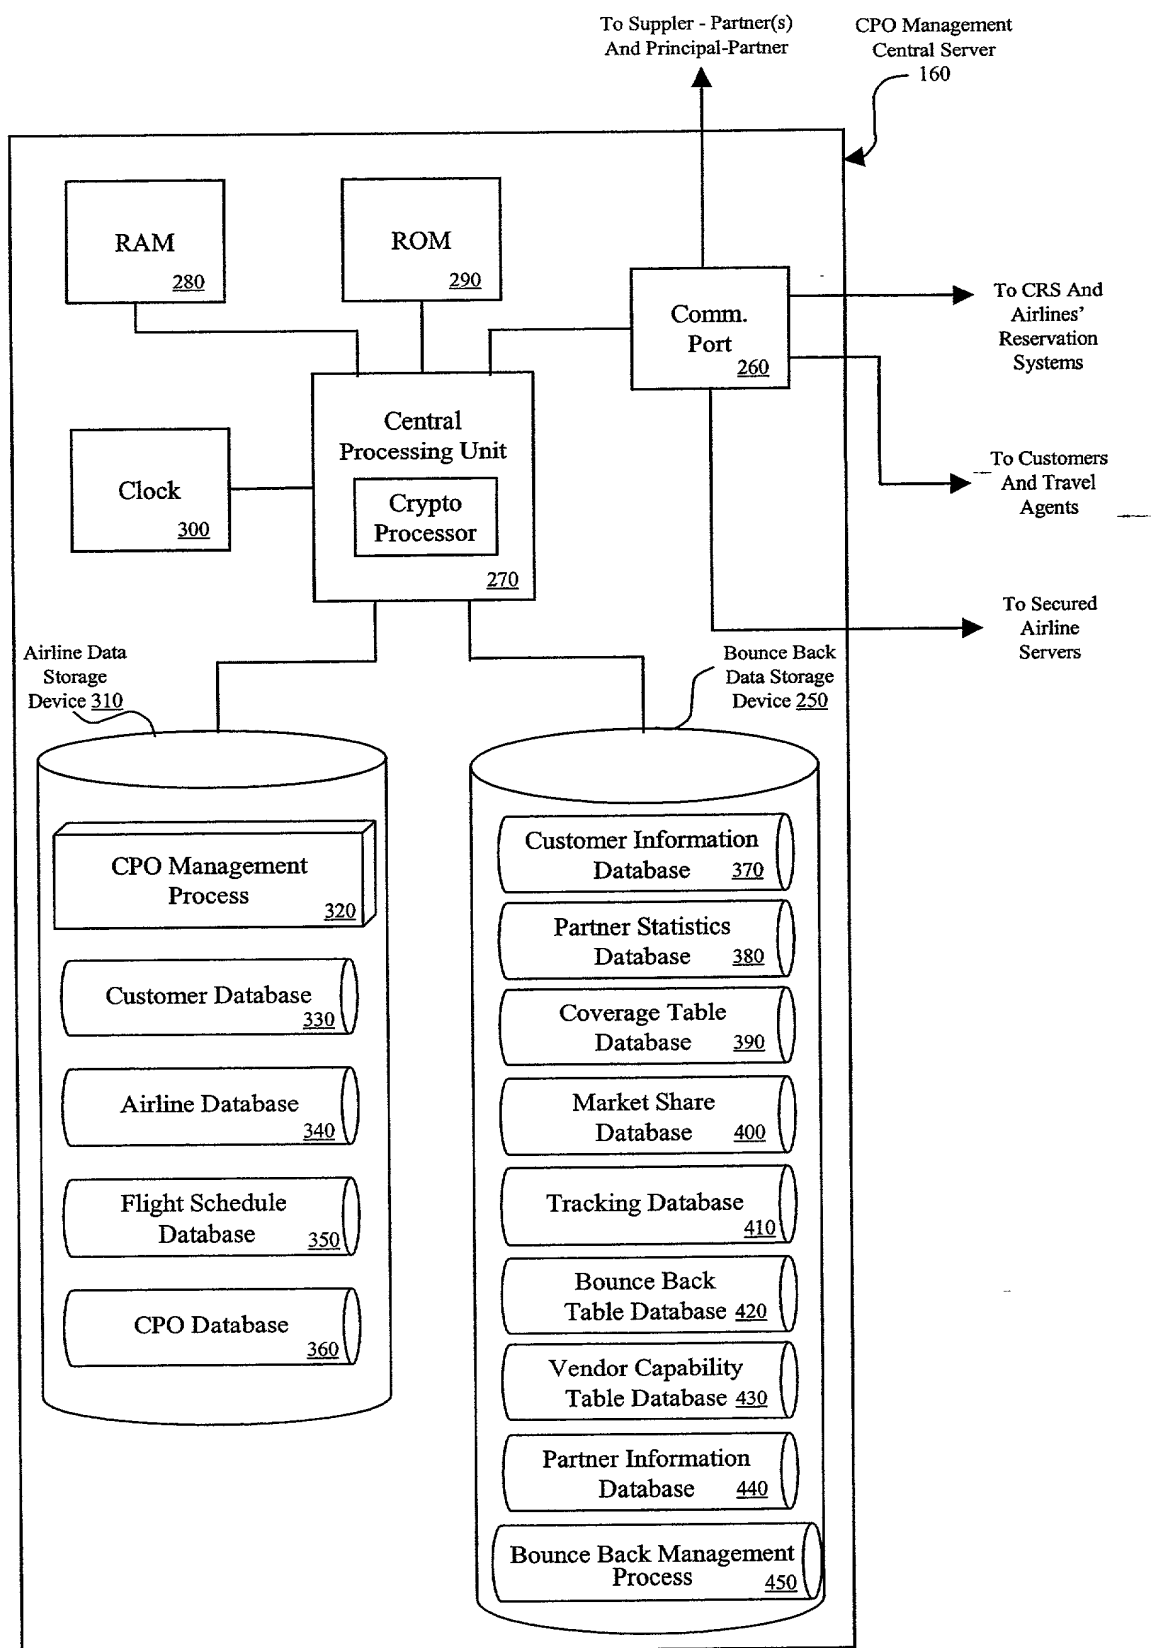 To Suppler - Partner(s)
And Principal-Partner
CPO Management
Central Server
160
RAM
280
ROM
290
Comm.
Port
260
To CRS And
Airlines'
Reservation
Systems
Central
Processing Unit
Crypto
Processor
270
Clock
300
To Customers
And Travel
Agents
To Secured
Airline
Servers
Airline Data
Storage
Device 310
Bounce Back
Data Storage
Device 250
CPO Management
Process
320
Customer Database
330
Airline Database
340
Flight Schedule
Database
350
CPO Database
360
Customer Information
Database 370
Partner Statistics
Database 380
Coverage Table
Database 390
Market Share
Database 400
Tracking Database
410
Bounce Back
Table Database 420
Vendor Capability
Table Database 430
Partner Information
Database 440
Bounce Back Management
Process 450